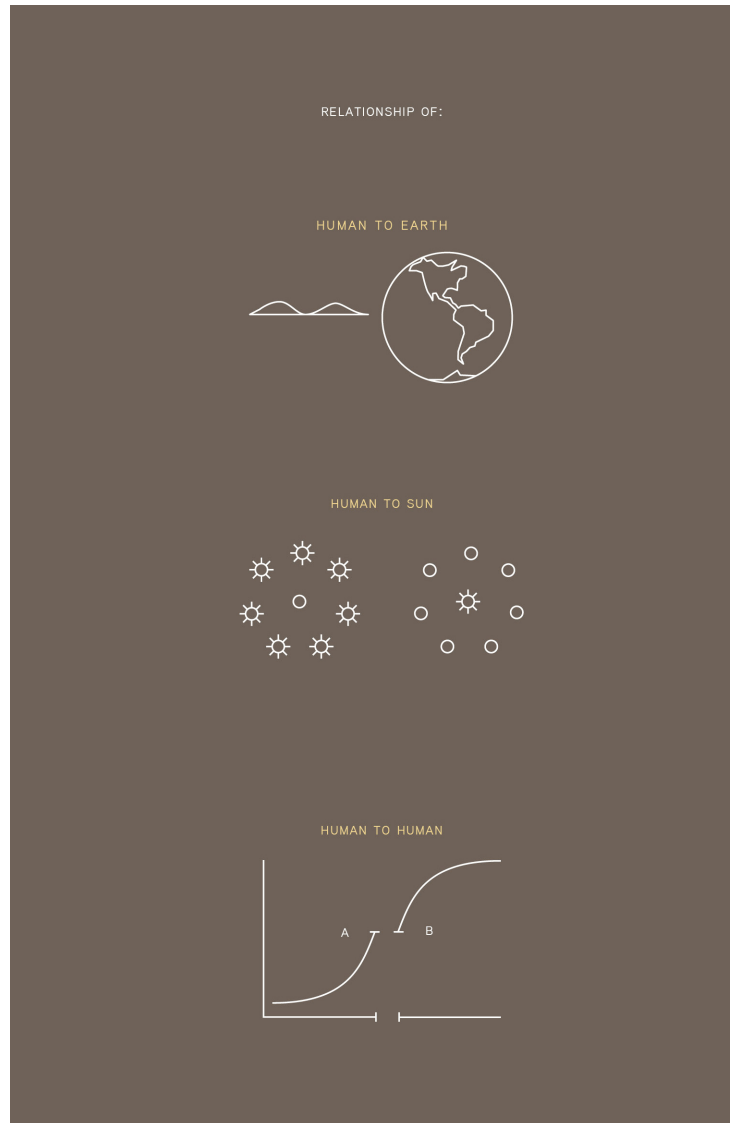 RELATIONSHIP OF:
HUMAN TO EARTH
HUMAN TO SUN
HUMAN TO HUMAN
A
B